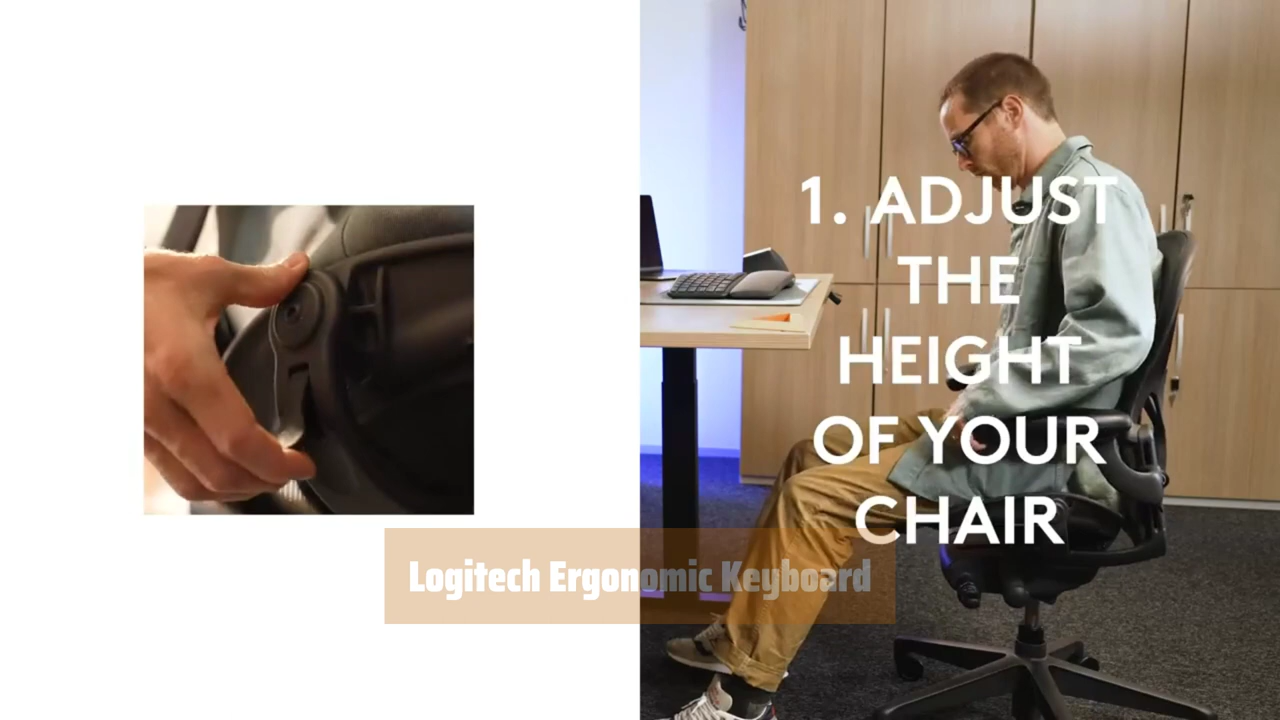 1. ADJUST
THE
HEIGHT
OF YOUR
CHAIR
Logitech Ergonomic Keyboard